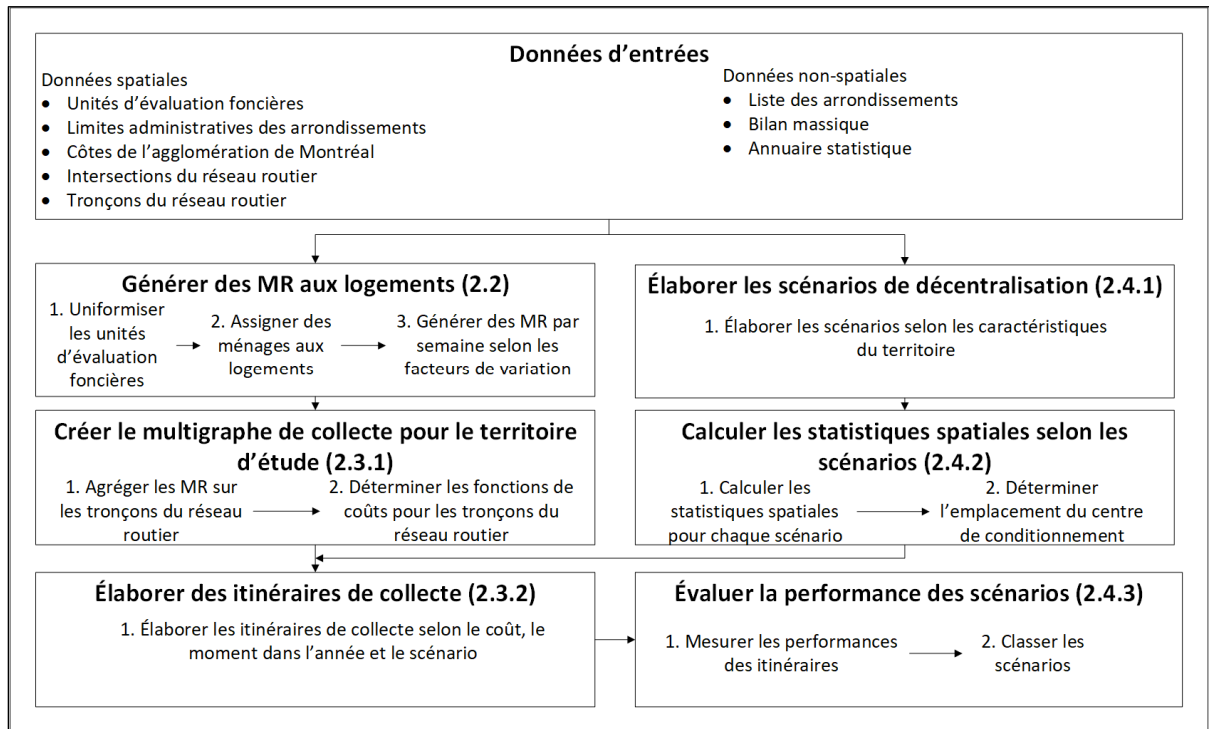 Données d'entrées
Données spatiales
• Unités d'évaluation foncières
• Limites administratives des arrondissements
• Côtes de l'agglomération de Montréal
• Intersections du réseau routier
• Tronçons du réseau routier
Données non-spatiales
• Liste des arrondissements
• Bilan massique
• Annuaire statistique
Générer des MR aux logements (2.2)
1. Uniformiser
les unités
d'évaluation
foncières
2. Assigner des
ménages aux
logements
3. Générer des MR par
semaine selon les
facteurs de variation
Élaborer les scénarios de décentralisation (2.4.1)
1. Élaborer les scénarios selon les caractéristiques
du territoire
Créer le multigraphe de collecte pour le territoire
d'étude (2.3.1)
1. Agréger les MR sur
les tronçons du réseau
routier
2. Déterminer les fonctions de
coûts pour les tronçons du
réseau routier
Calculer les statistiques spatiales selon les
scénarios (2.4.2)
1. Calculer les
statistiques spatiales
pour chaque scénario
2. Déterminer
l'emplacement du centre
de conditionnement
Élaborer des itinéraires de collecte (2.3.2)
1. Élaborer les itinéraires de collecte selon le coût, le
moment dans l'année et le scénario
Évaluer la performance des scénarios (2.4.3)
1. Mesurer les performances
des itinéraires
2. Classer les
scénarios